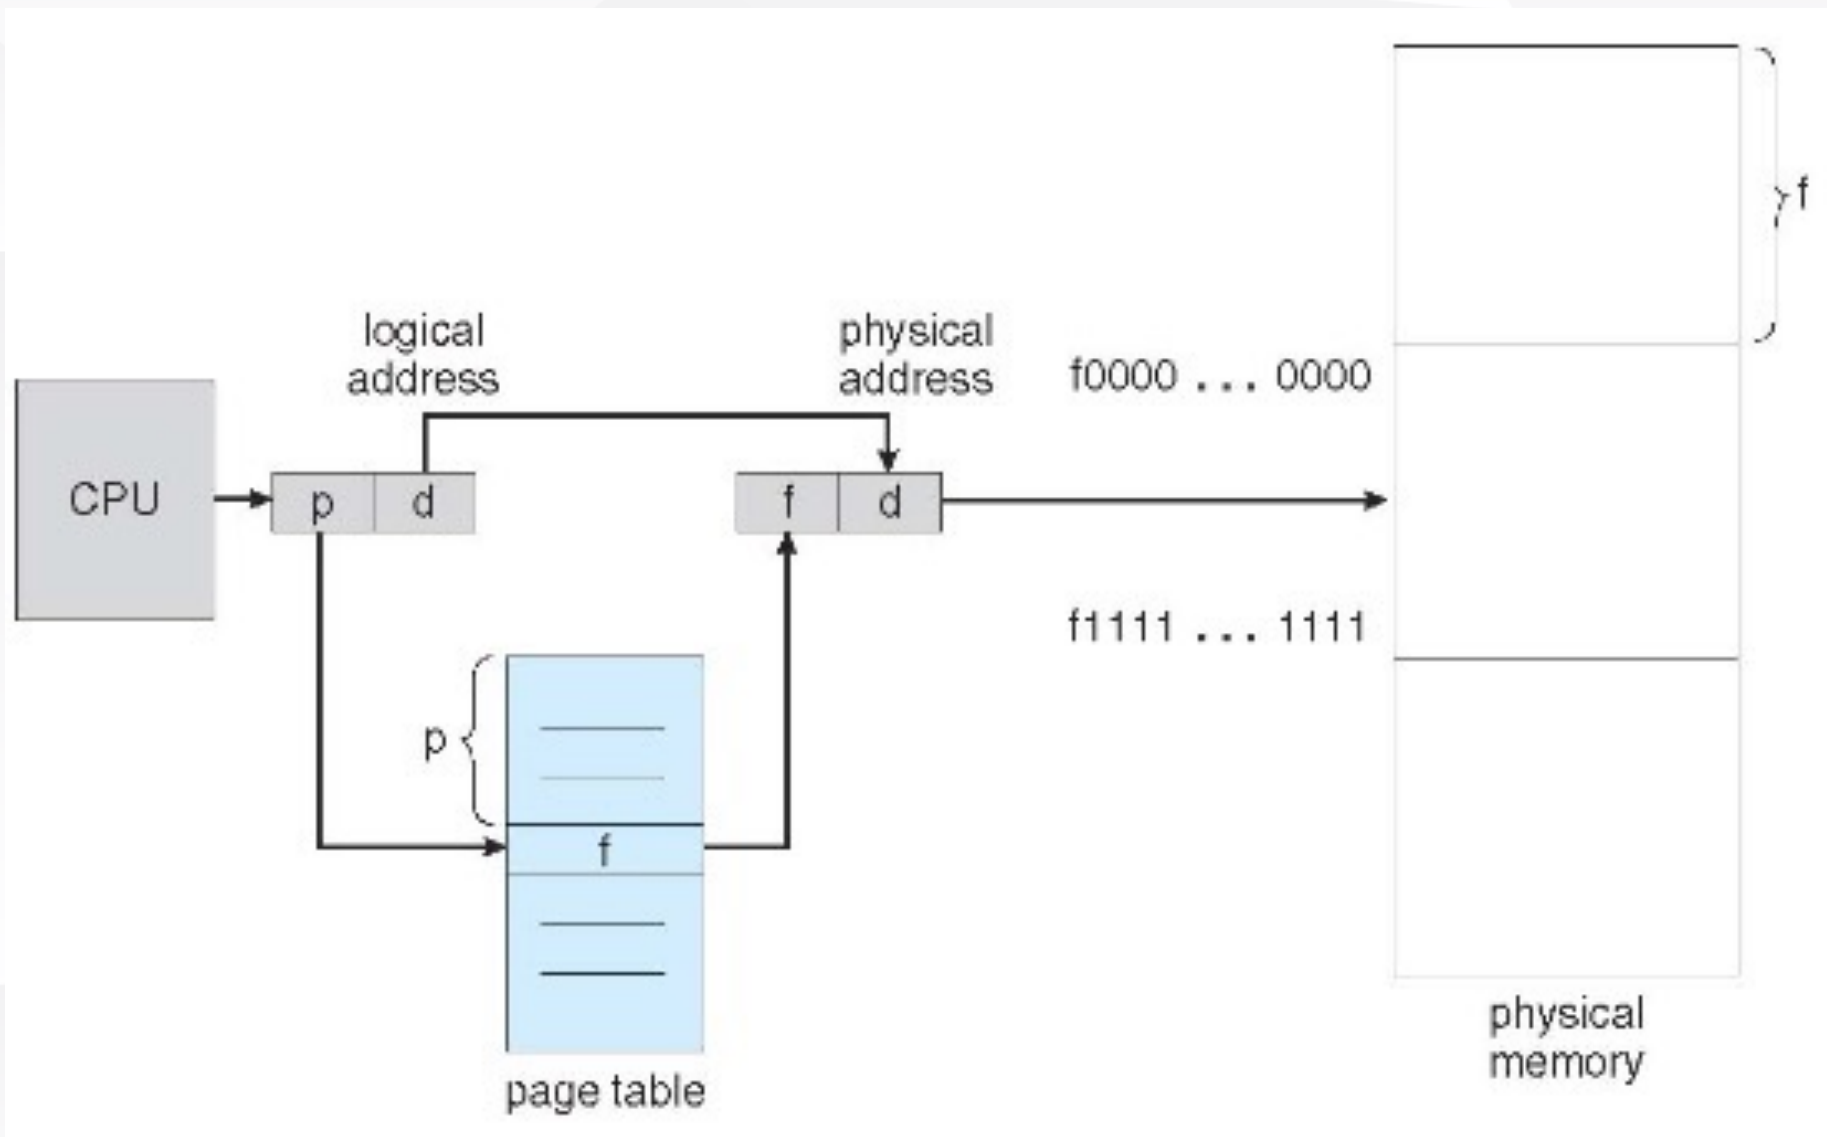 f
logical
address
physical
address
f0000 ... 0000
CPU
p d
f d
f1111 ... 1111
p
f
physical
memory
page table